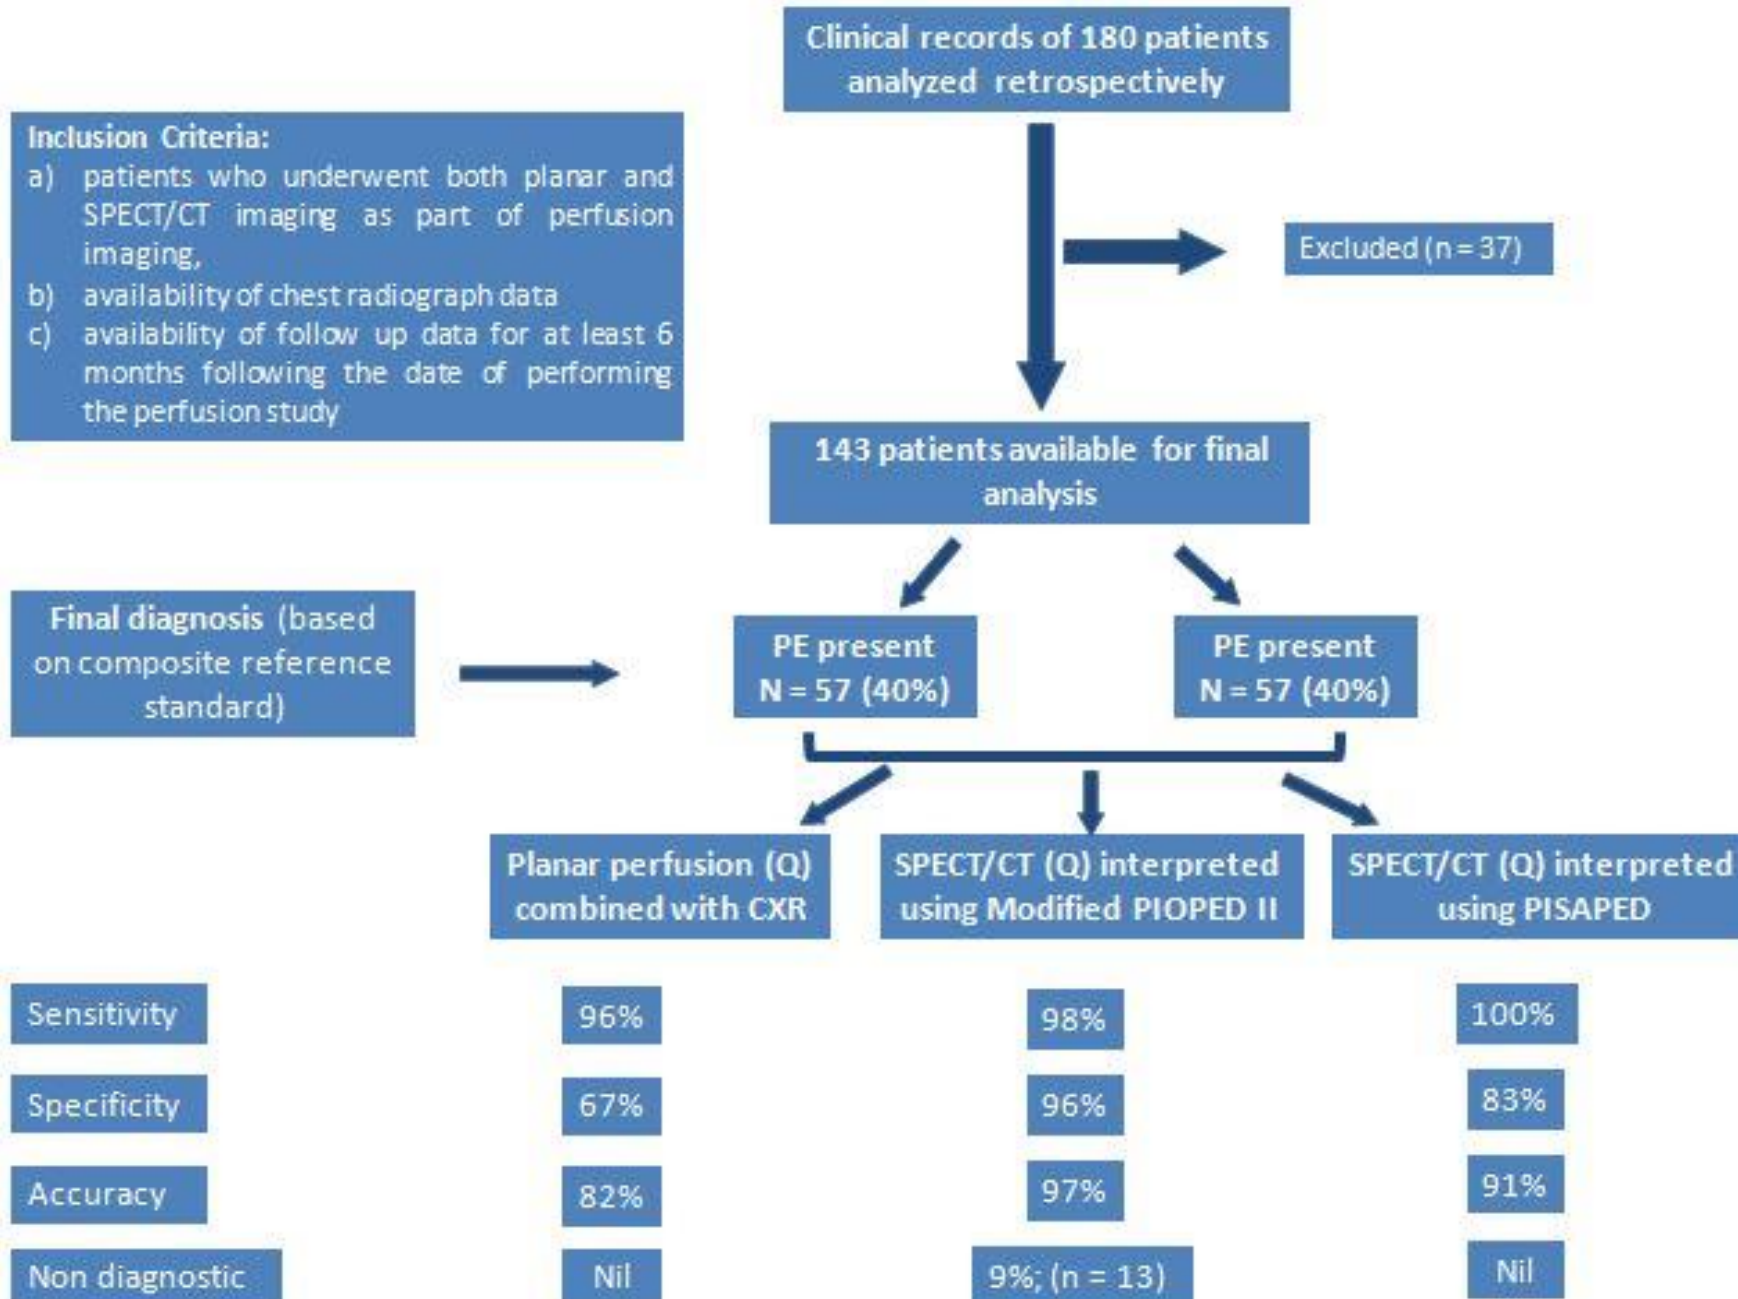 Clinical records of 180 patients
analyzed retrospectively
Inclusion Criteria:
a) patients who underwent both planar and
SPECT/CT imaging as part of perfusion
imaging,
b) availability of chest radiograph data
c) availability of follow up data for at least 6
months following the date of performing
the perfusion study
Excluded (n = 37)
143 patients available for final
analysis
Final diagnosis (based
on composite reference
standard)
PE present
N = 57 (40%)
PE present
N = 57 (40%)
Planar perfusion (Q)
combined with CXR
SPECT/CT (Q) interpreted
using Modified PIOPED II
SPECT/CT (Q) interpreted
using PISAPED
Sensitivity 96% 98% 100%
Specificity 67% 96% 83%
Accuracy 82% 97% 91%
Non diagnostic Nil 9%; (n = 13) Nil